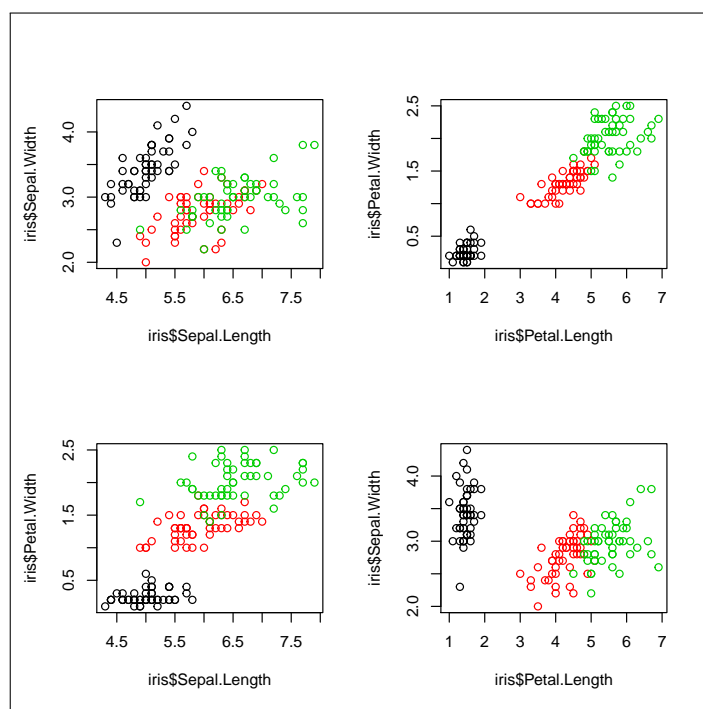 4.5 5.5 6.5 7.5
2.0 3.0 4.0
iris$Sepal.Length
iris$Sepal.Width
1 2 3 4 5 6 7
0.5 1.5 2.5
iris$Petal.Length
iris$Petal.Width
4.5 5.5 6.5 7.5
0.5 1.5 2.5
iris$Sepal.Length
iris$Petal.Width
1 2 3 4 5 6 7
2.0 3.0 4.0
iris$Petal.Length
iris$Sepal.Width